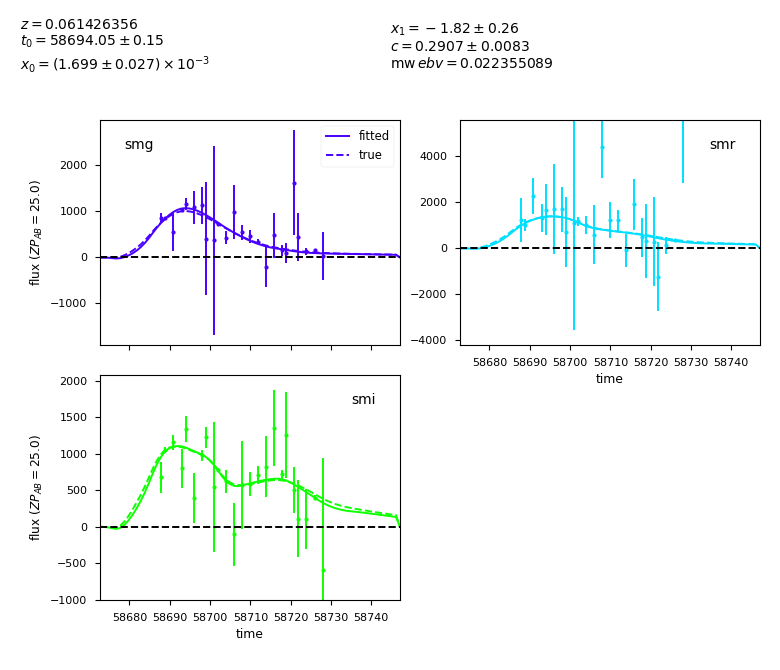 z = 0.061426356
t₀ = 58694.05 ± 0.15
x₀ = (1.699 ± 0.027) × 10⁻³
x₁ = −1.82 ± 0.26
c = 0.2907 ± 0.0083
mw ebv = 0.022355089
smg
fitted
true
flux (ZP_AB = 25.0)
2000
1000
0
−1000
smr
4000
2000
0
−2000
−4000
58680 58690 58700 58710 58720 58730 58740
time
smi
flux (ZP_AB = 25.0)
2000
1500
1000
500
0
−500
−1000
58680 58690 58700 58710 58720 58730 58740
time